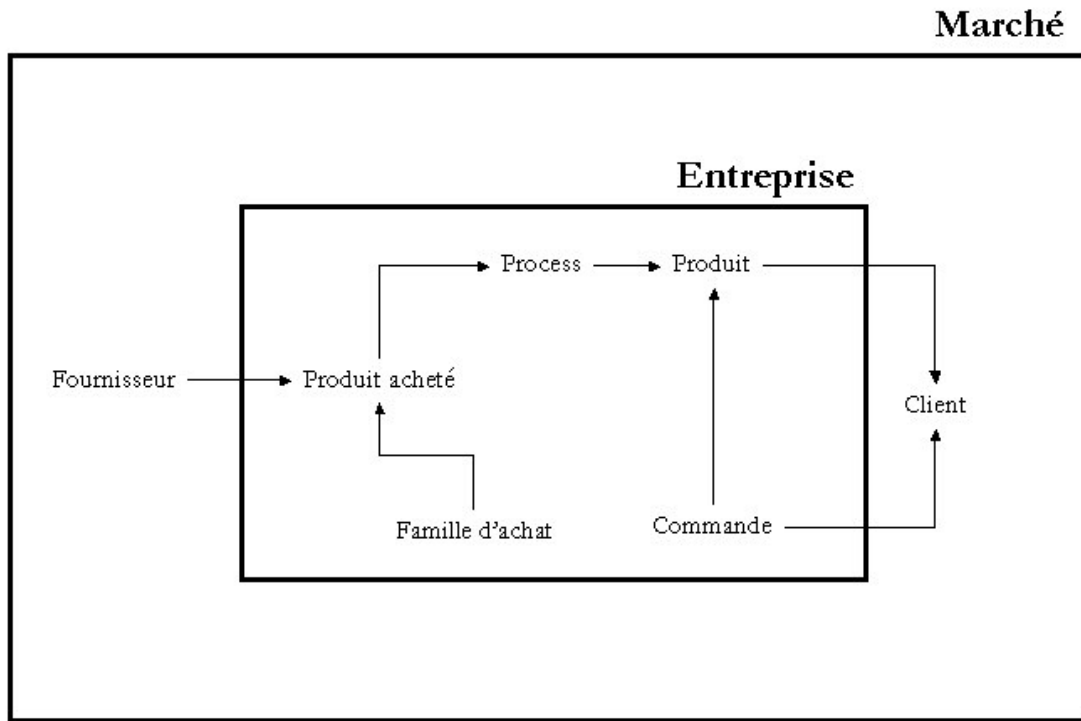 Marché
Entreprise
Process
Produit
Fournisseur
Produit acheté
Client
Famille d'achat
Commande